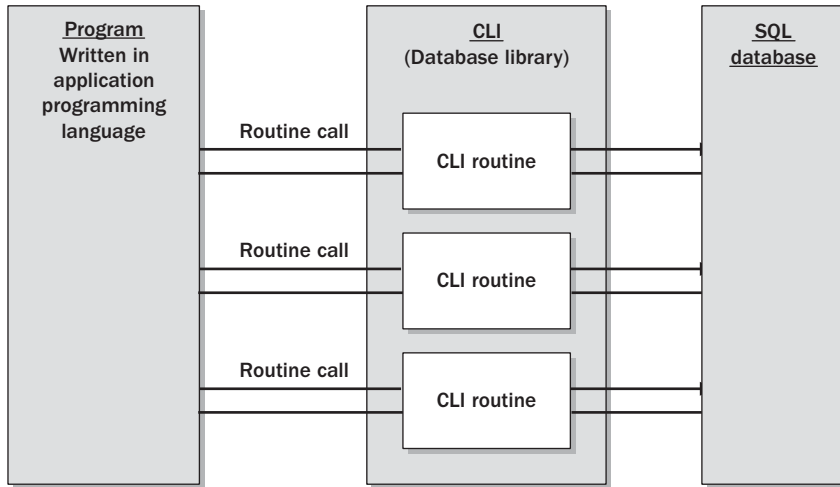 Program
Written in
application
programming
language
CLI
(Database library)
SQL
database
Routine call
CLI routine
Routine call
CLI routine
Routine call
CLI routine